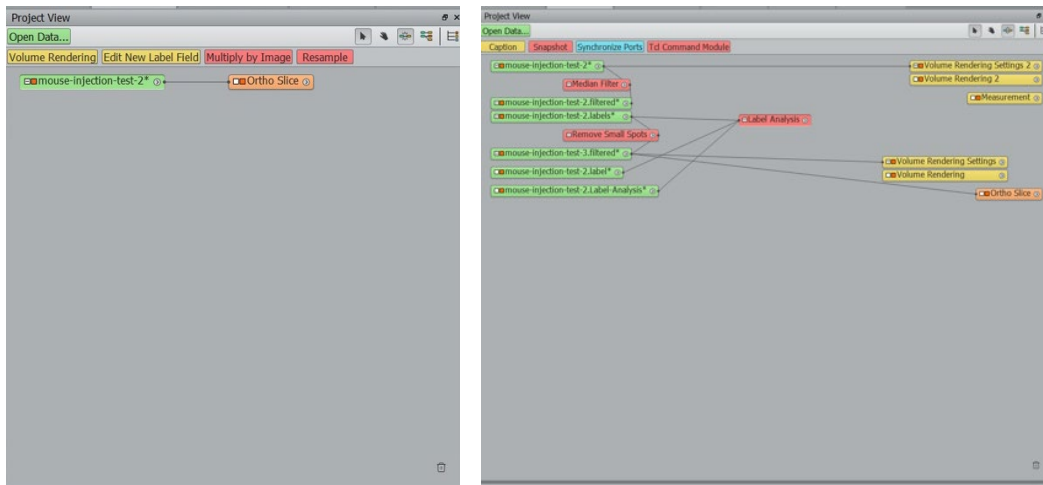 Project View
Open Data...
Volume Rendering Edit New Label Field Multiply by Image Resample
mouse-injection-test-2* Ortho Slice
Project View
Open Data...
Caption Snapshot Synchronize Ports Tcl Command Module
mouse-injection-test-2* Volume Rendering Settings 2
Volume Rendering 2
Median Filter
Measurement
mouse-injection-test-2.filtered*
mouse-injection-test-2.labels* Label Analysis
Remove Small Spots
mouse-injection-test-3.filtered*
Volume Rendering Settings
mouse-injection-test-2.label* Volume Rendering
mouse-injection-test-2.Label-Analysis* Ortho Slice